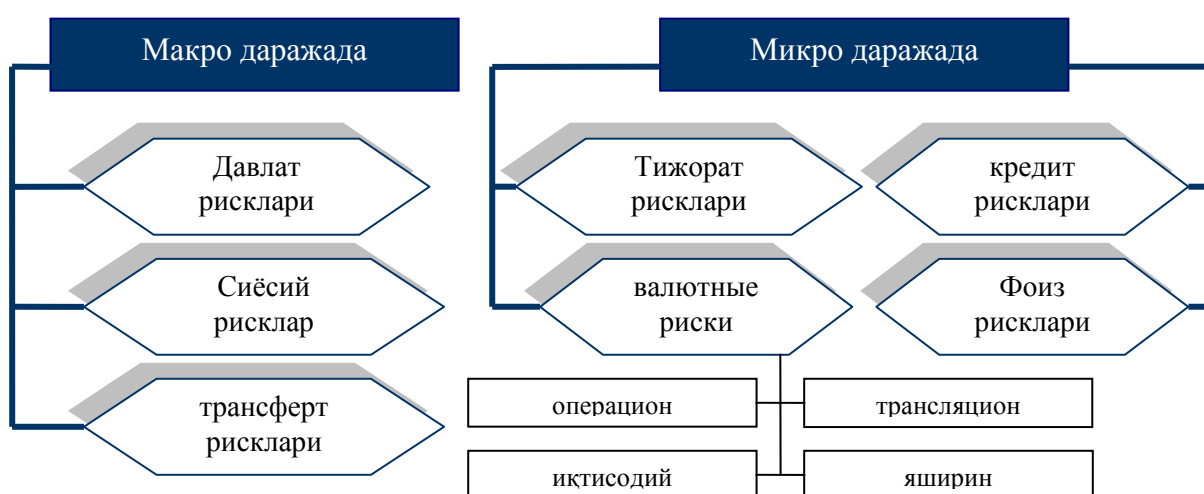 Макро даражада
Микро даражада
Давлат
рисклари
Тижорат
рисклари
кредит
рисклари
Сиёсий
рисклар
валютные
риски
Фоиз
рисклари
трансферт
рисклари
операцион
трансляцион
иқтисодий
яширин